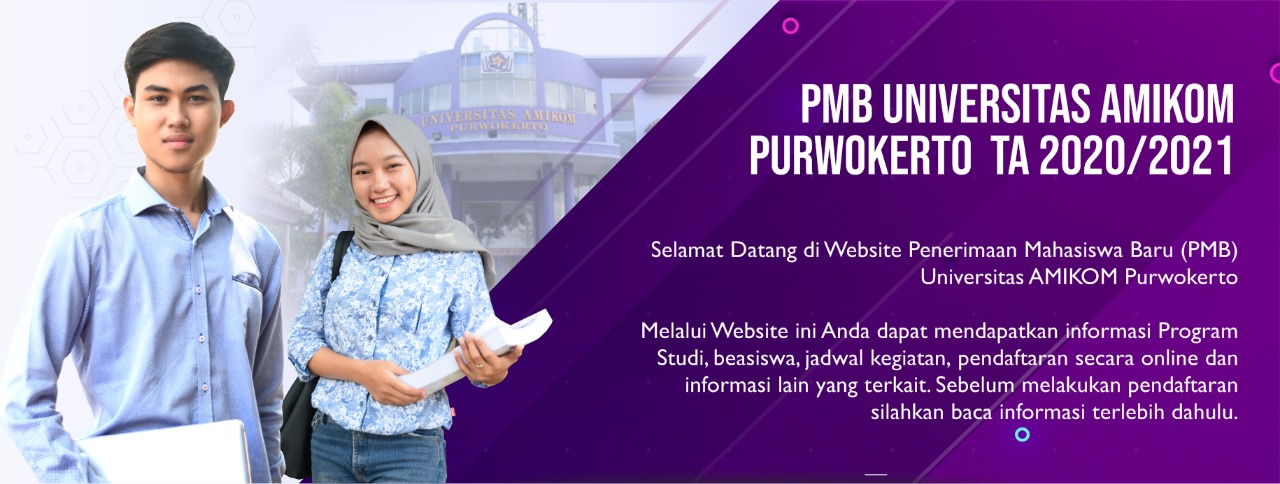 UNIVERSITAS AMIKOM
PURWOKERTO
PMB UNIVERSITAS AMIKOM
PURWOKERTO TA 2020/2021
Selamat Datang di Website Penerimaan Mahasiswa Baru (PMB)
Universitas AMIKOM Purwokerto
Melalui Website ini Anda dapat mendapatkan informasi Program
Studi, beasiswa, jadwal kegiatan, pendaftaran secara online dan
informasi lain yang terkait. Sebelum melakukan pendaftaran
silahkan baca informasi terlebih dahulu.